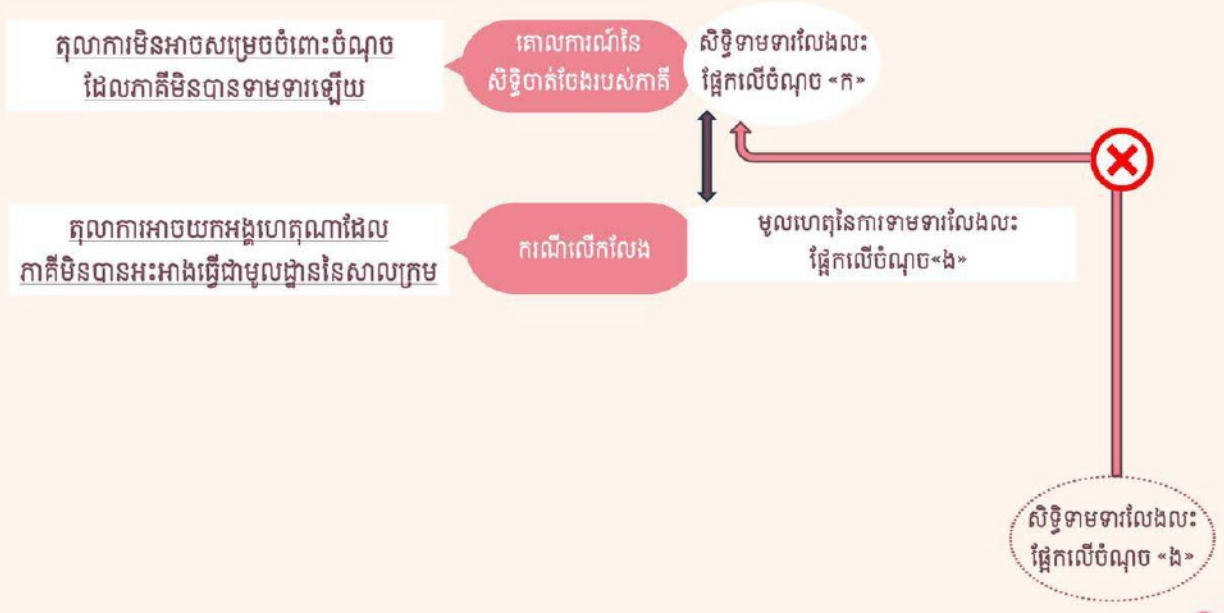 តុលាការមិនអាចសម្រេចចំពោះចំណុច
ដែលភាគីមិនបានទាមទារឡើយ
គោលការណ៍នៃ
សិទ្ធិចាត់ចែងរបស់ភាគី
សិទ្ធិទាមទារលែងលះ
ផ្អែកលើចំណុច «ក»
តុលាការអាចយកអង្គហេតុណាដែល
ភាគីមិនបានអះអាងធ្វើជាមូលដ្ឋាននៃសាលក្រម
ករណីលើកលែង
មូលហេតុនៃការទាមទារលែងលះ
ផ្អែកលើចំណុច«ង»
សិទ្ធិទាមទារលែងលះ
ផ្អែកលើចំណុច «ង»